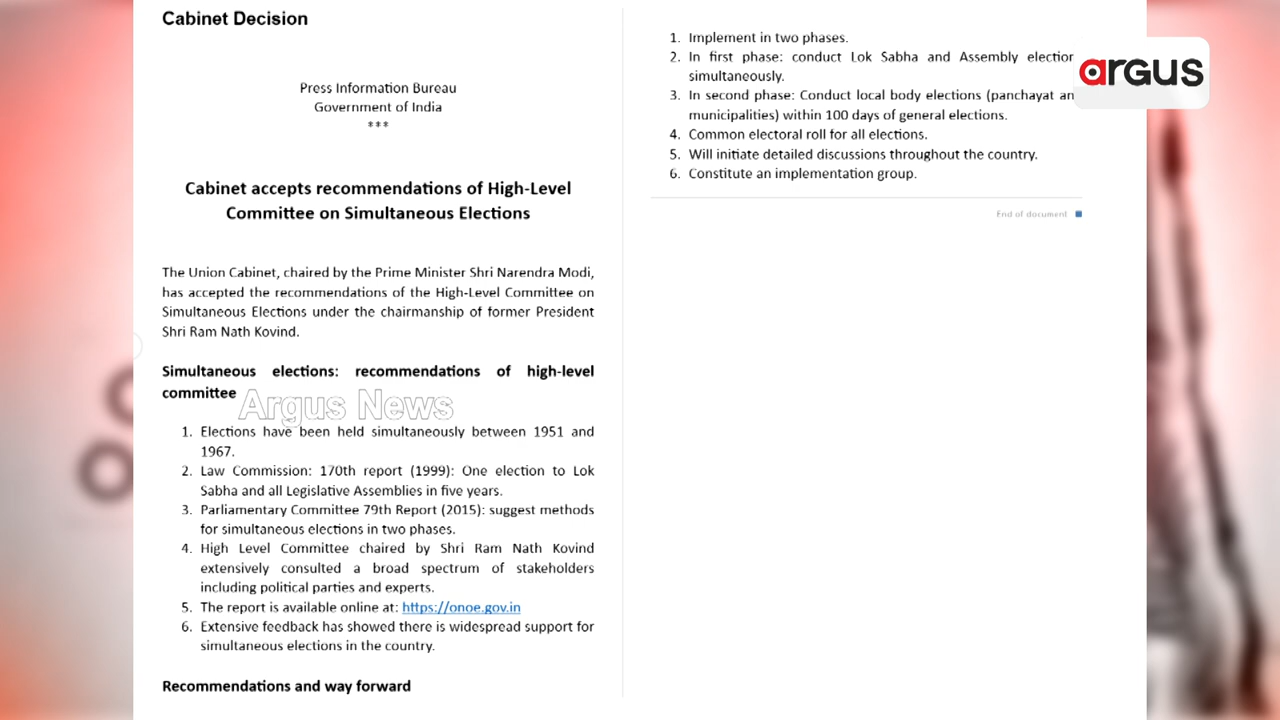 Cabinet Decision
Press Information Bureau
Government of India
***
Cabinet accepts recommendations of High-Level
Committee on Simultaneous Elections
The Union Cabinet, chaired by the Prime Minister Shri Narendra Modi,
has accepted the recommendations of the High-Level Committee on
Simultaneous Elections under the chairmanship of former President
Shri Ram Nath Kovind.
Simultaneous elections: recommendations of high-level
committee
Argus News
1. Elections have been held simultaneously between 1951 and
1967.
2. Law Commission: 170th report (1999): One election to Lok
Sabha and all Legislative Assemblies in five years.
3. Parliamentary Committee 79th Report (2015): suggest methods
for simultaneous elections in two phases.
4. High Level Committee chaired by Shri Ram Nath Kovind
extensively consulted a broad spectrum of stakeholders
including political parties and experts.
5. The report is available online at: https://onoe.gov.in
6. Extensive feedback has showed there is widespread support for
simultaneous elections in the country.
Recommendations and way forward
1. Implement in two phases.
2. In first phase: conduct Lok Sabha and Assembly election
simultaneously.
3. In second phase: Conduct local body elections (panchayat an
municipalities) within 100 days of general elections.
4. Common electoral roll for all elections.
5. Will initiate detailed discussions throughout the country.
6. Constitute an implementation group.
End of document
argus